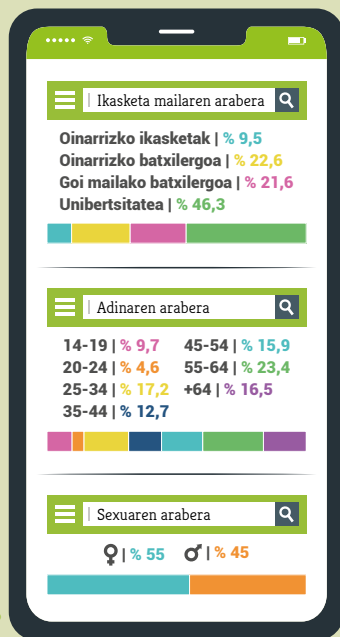 Ikasketa mailaren arabera
Oinarrizko ikasketak | % 9,5
Oinarrizko batxilergoa | % 22,6
Goi mailako batxilergoa | % 21,6
Unibertsitatea | % 46,3
Adinaren arabera
14-19 | % 9,7 45-54 | % 15,9
20-24 | % 4,6 55-64 | % 23,4
25-34 | % 17,2 +64 | % 16,5
35-44 | % 12,7
Sexuaren arabera
♀ | % 55 ♂ | % 45